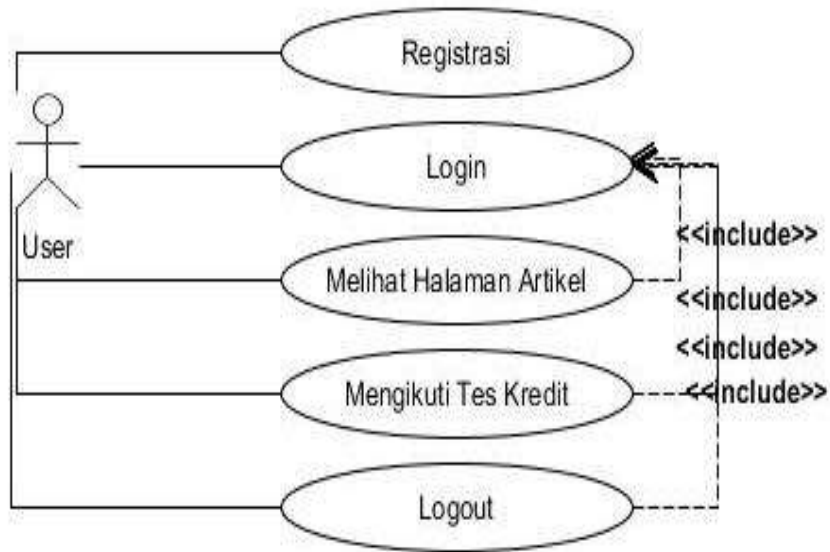 Registrasi
Login
<<include>>
User
Melihat Halaman Artikel
<<include>>
<<include>>
Mengikuti Tes Kredit
<<include>>
Logout